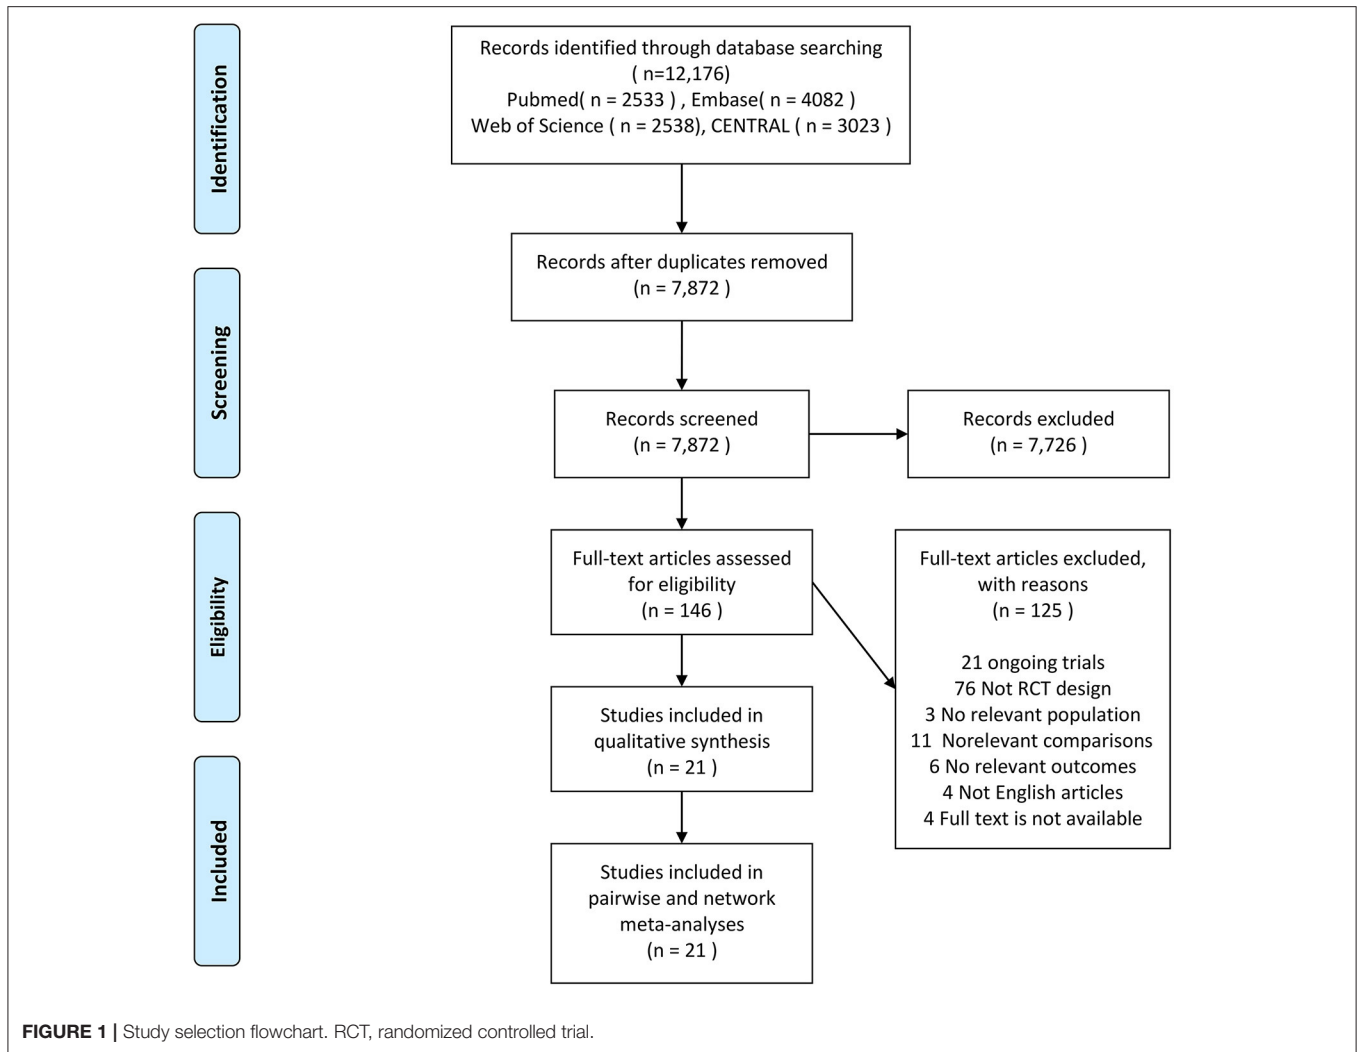 Identification
Records identified through database searching
( n=12,176)
Pubmed( n = 2533 ) , Embase( n = 4082 )
Web of Science ( n = 2538), CENTRAL ( n = 3023 )
Records after duplicates removed
(n = 7,872 )
Screening
Records screened
(n = 7,872 )
Records excluded
(n = 7,726 )
Eligibility
Full-text articles assessed
for eligibility
(n = 146 )
Full-text articles excluded,
with reasons
(n = 125 )
21 ongoing trials
76 Not RCT design
3 No relevant population
11 Norelevant comparisons
6 No relevant outcomes
4 Not English articles
4 Full text is not available
Studies included in
qualitative synthesis
(n = 21 )
Included
Studies included in
pairwise and network
meta-analyses
(n = 21 )
FIGURE 1 | Study selection flowchart. RCT, randomized controlled trial.